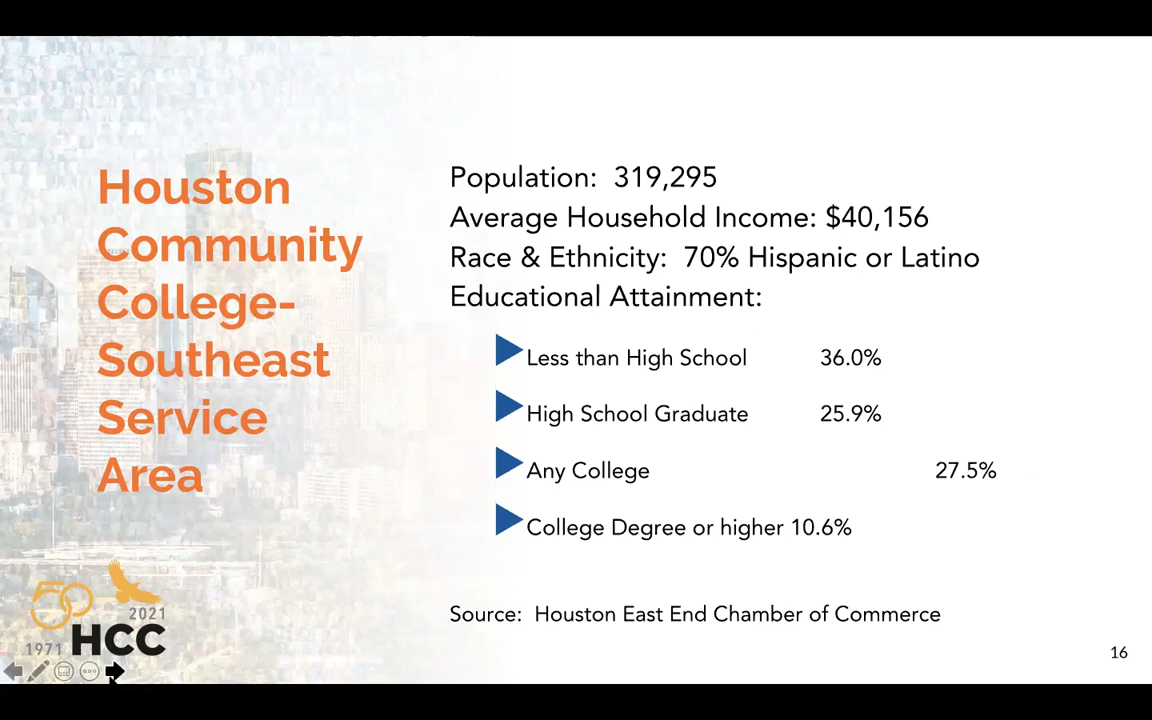 Houston
Community
College-
Southeast
Service
Area
Population: 319,295
Average Household Income: $40,156
Race & Ethnicity: 70% Hispanic or Latino
Educational Attainment:
Less than High School 36.0%
High School Graduate 25.9%
Any College 27.5%
College Degree or higher 10.6%
Source: Houston East End Chamber of Commerce
50
2021
1971 HCC
16